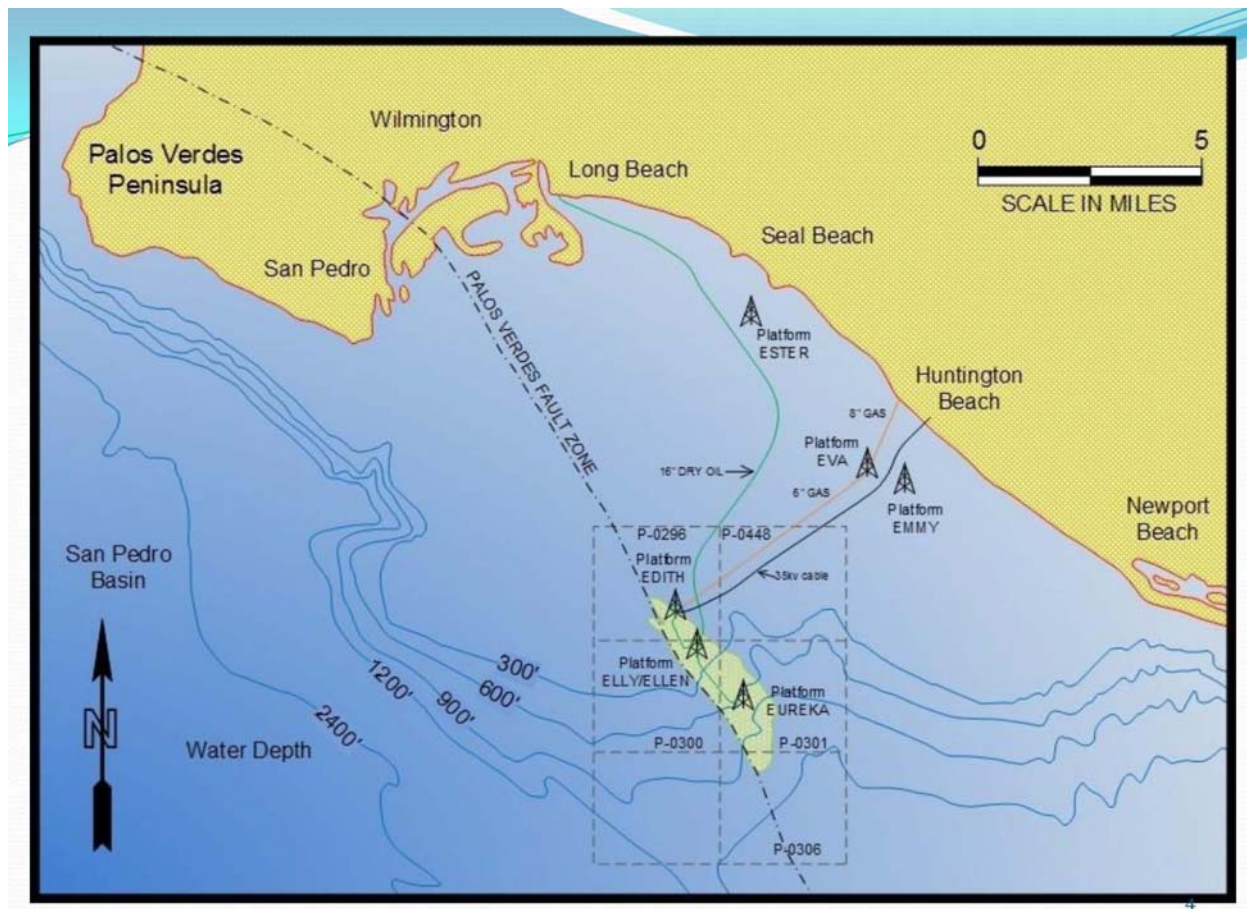 Wilmington
Palos Verdes
Peninsula
Long Beach
0 5
SCALE IN MILES
San Pedro
Seal Beach
PALOS VERDES FAULT ZONE
Platform
ESTER
Huntington
Beach
8" GAS
Platform
EVA
16" DRY OIL
6" GAS
Platform
EMMY
Newport
Beach
San Pedro
Basin
P-0296
P-0448
Platform
EDITH
35kv cable
N
300'
600'
900'
1200'
2400'
Platform
ELLY/ELLEN
Platform
EUREKA
Water Depth
P-0300
P-0301
P-0306
4